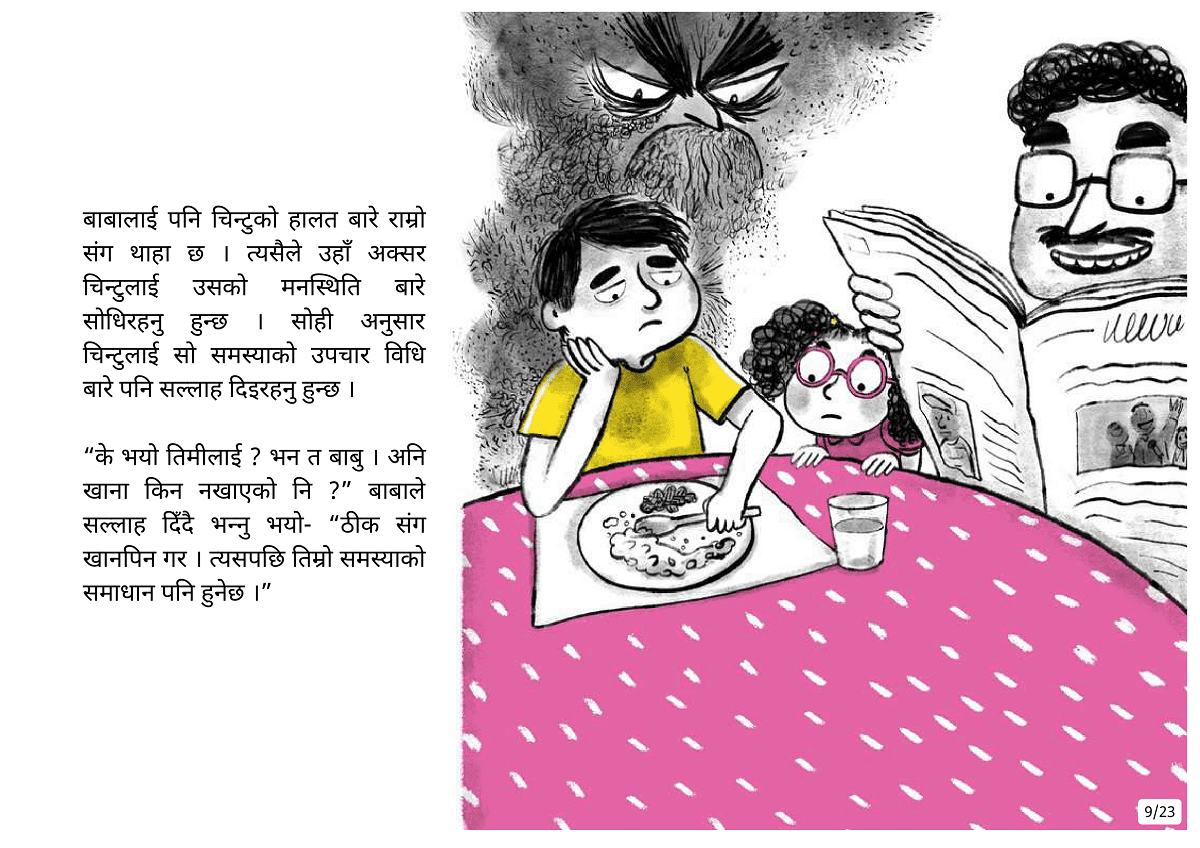 बाबालाई पनि चिन्टुको हालत बारे राम्रो
संग थाहा छ । त्यसैले उहाँ अक्सर
चिन्टुलाई उसको मनस्थिति बारे
सोधिरहनु हुन्छ । सोही अनुसार
चिन्टुलाई सो समस्याको उपचार विधि
बारे पनि सल्लाह दिइरहनु हुन्छ ।
“के भयो तिमीलाई ? भन त बाबु । अनि
खाना किन नखाएको नि ?” बाबाले
सल्लाह दिँदै भन्नु भयो- “ठीक संग
खानपिन गर । त्यसपछि तिम्रो समस्याको
समाधान पनि हुनेछ ।”
9/23